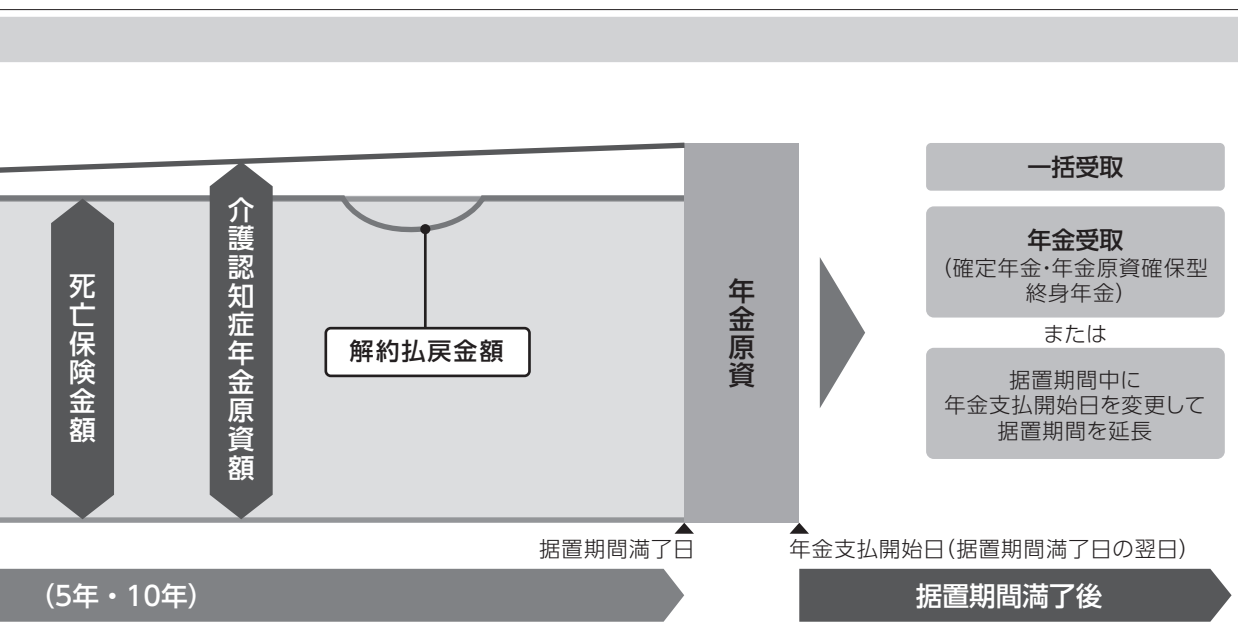 死亡保険金額
介護認知症年金原資額
解約払戻金額
年金原資
一括受取
年金受取
（確定年金・年金原資確保型
終身年金）
または
据置期間中に
年金支払開始日を変更して
据置期間を延長
据置期間満了日
年金支払開始日（据置期間満了日の翌日）
（5年・10年）
据置期間満了後